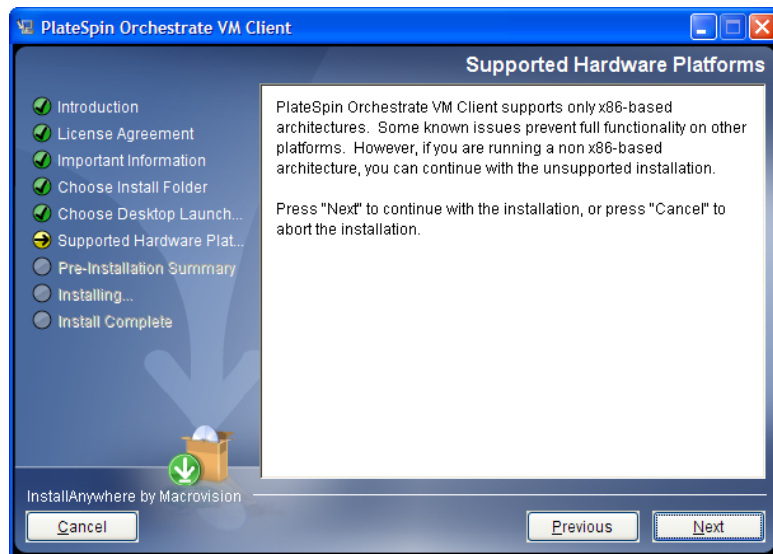 PlateSpin Orchestrate VM Client
Supported Hardware Platforms
Introduction
License Agreement
Important Information
Choose Install Folder
Choose Desktop Launch...
Supported Hardware Plat...
Pre-Installation Summary
Installing...
Install Complete
PlateSpin Orchestrate VM Client supports only x86-based
architectures. Some known issues prevent full functionality on other
platforms. However, if you are running a non x86-based
architecture, you can continue with the unsupported installation.
Press "Next" to continue with the installation, or press "Cancel" to
abort the installation.
InstallAnywhere by Macrovision
Cancel
Previous
Next